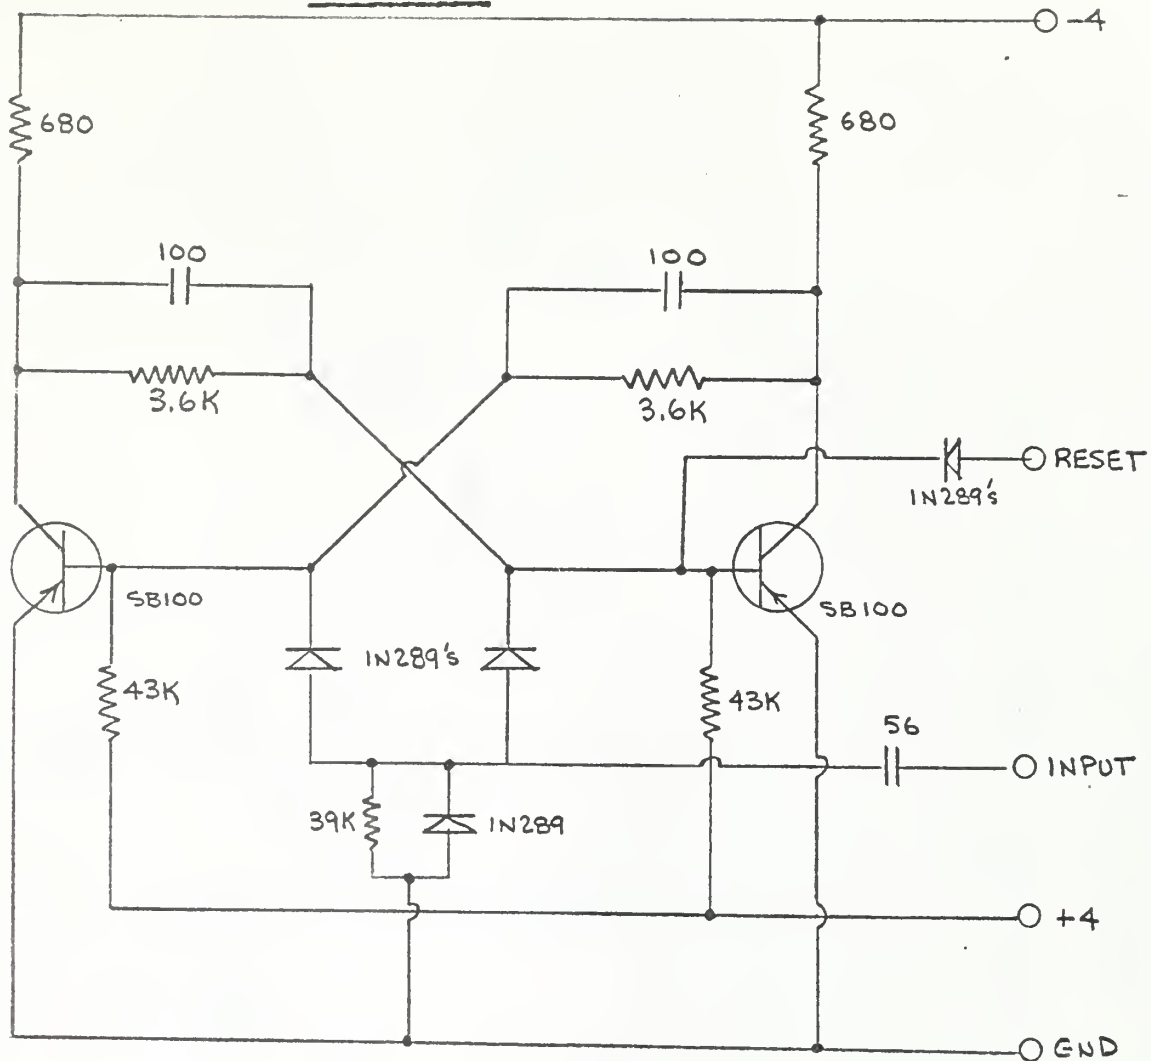 -4
680
680
100
100
3.6K
3.6K
RESET
1N289's
SB100
SB100
1N289's
43K
43K
56
INPUT
39K
1N289
+4
GND